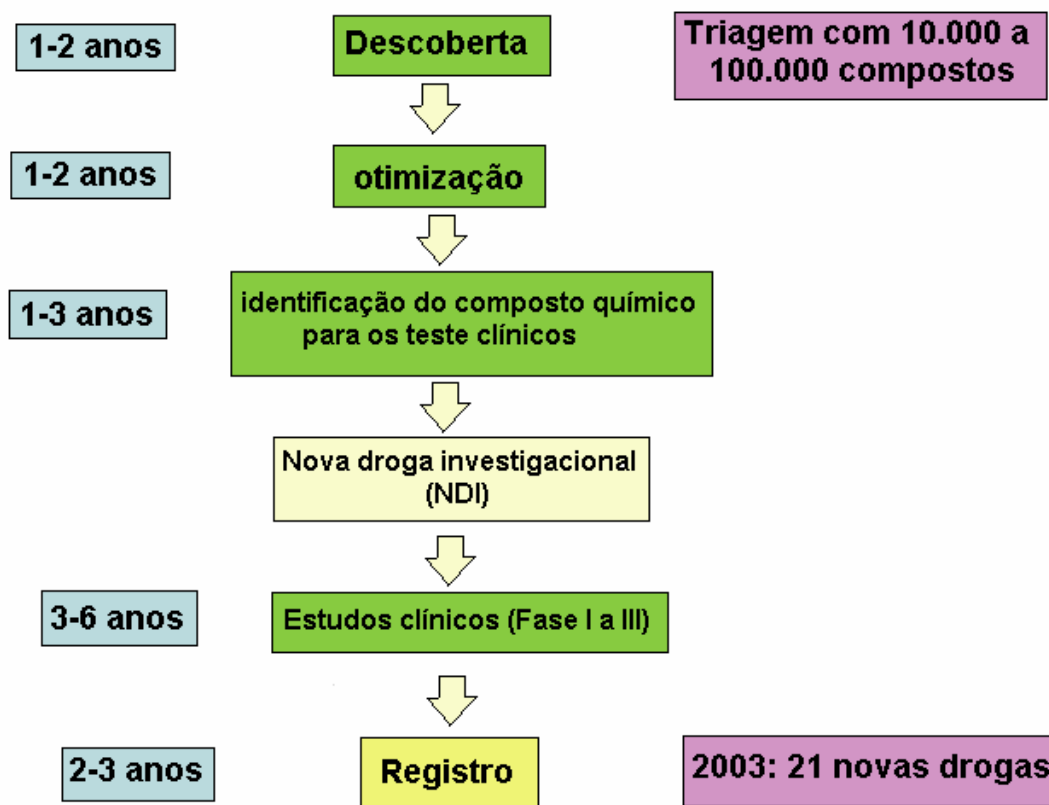 1-2 anos
Descoberta
Triagem com 10.000 a
100.000 compostos
1-2 anos
otimização
1-3 anos
identificação do composto químico
para os teste clínicos
Nova droga investigacional
(NDI)
3-6 anos
Estudos clínicos (Fase I a III)
2-3 anos
Registro
2003: 21 novas drogas